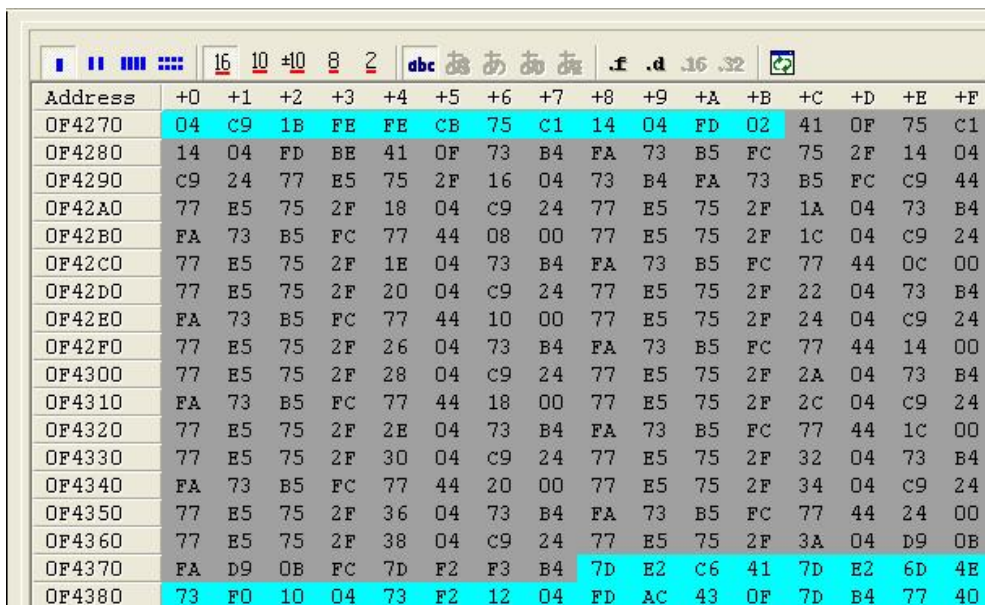 16 10 ±10 8 2 abc あ8 あ あU あE .f .d .16 .32
Address +0 +1 +2 +3 +4 +5 +6 +7 +8 +9 +A +B +C +D +E +F
0F4270 04 C9 1B FE FE CB 75 C1 14 04 FD 02 41 0F 75 C1
0F4280 14 04 FD BE 41 0F 73 B4 FA 73 B5 FC 75 2F 14 04
0F4290 C9 24 77 E5 75 2F 16 04 73 B4 FA 73 B5 FC C9 44
0F42A0 77 E5 75 2F 18 04 C9 24 77 E5 75 2F 1A 04 73 B4
0F42B0 FA 73 B5 FC 77 44 08 00 77 E5 75 2F 1C 04 C9 24
0F42C0 77 E5 75 2F 1E 04 73 B4 FA 73 B5 FC 77 44 0C 00
0F42D0 77 E5 75 2F 20 04 C9 24 77 E5 75 2F 22 04 73 B4
0F42E0 FA 73 B5 FC 77 44 10 00 77 E5 75 2F 24 04 C9 24
0F42F0 77 E5 75 2F 26 04 73 B4 FA 73 B5 FC 77 44 14 00
0F4300 77 E5 75 2F 28 04 C9 24 77 E5 75 2F 2A 04 73 B4
0F4310 FA 73 B5 FC 77 44 18 00 77 E5 75 2F 2C 04 C9 24
0F4320 77 E5 75 2F 2E 04 73 B4 FA 73 B5 FC 77 44 1C 00
0F4330 77 E5 75 2F 30 04 C9 24 77 E5 75 2F 32 04 73 B4
0F4340 FA 73 B5 FC 77 44 20 00 77 E5 75 2F 34 04 C9 24
0F4350 77 E5 75 2F 36 04 73 B4 FA 73 B5 FC 77 44 24 00
0F4360 77 E5 75 2F 38 04 C9 24 77 E5 75 2F 3A 04 D9 0B
0F4370 FA D9 0B FC 7D F2 F3 B4 7D E2 C6 41 7D E2 6D 4E
0F4380 73 F0 10 04 73 F2 12 04 FD AC 43 0F 7D B4 77 40